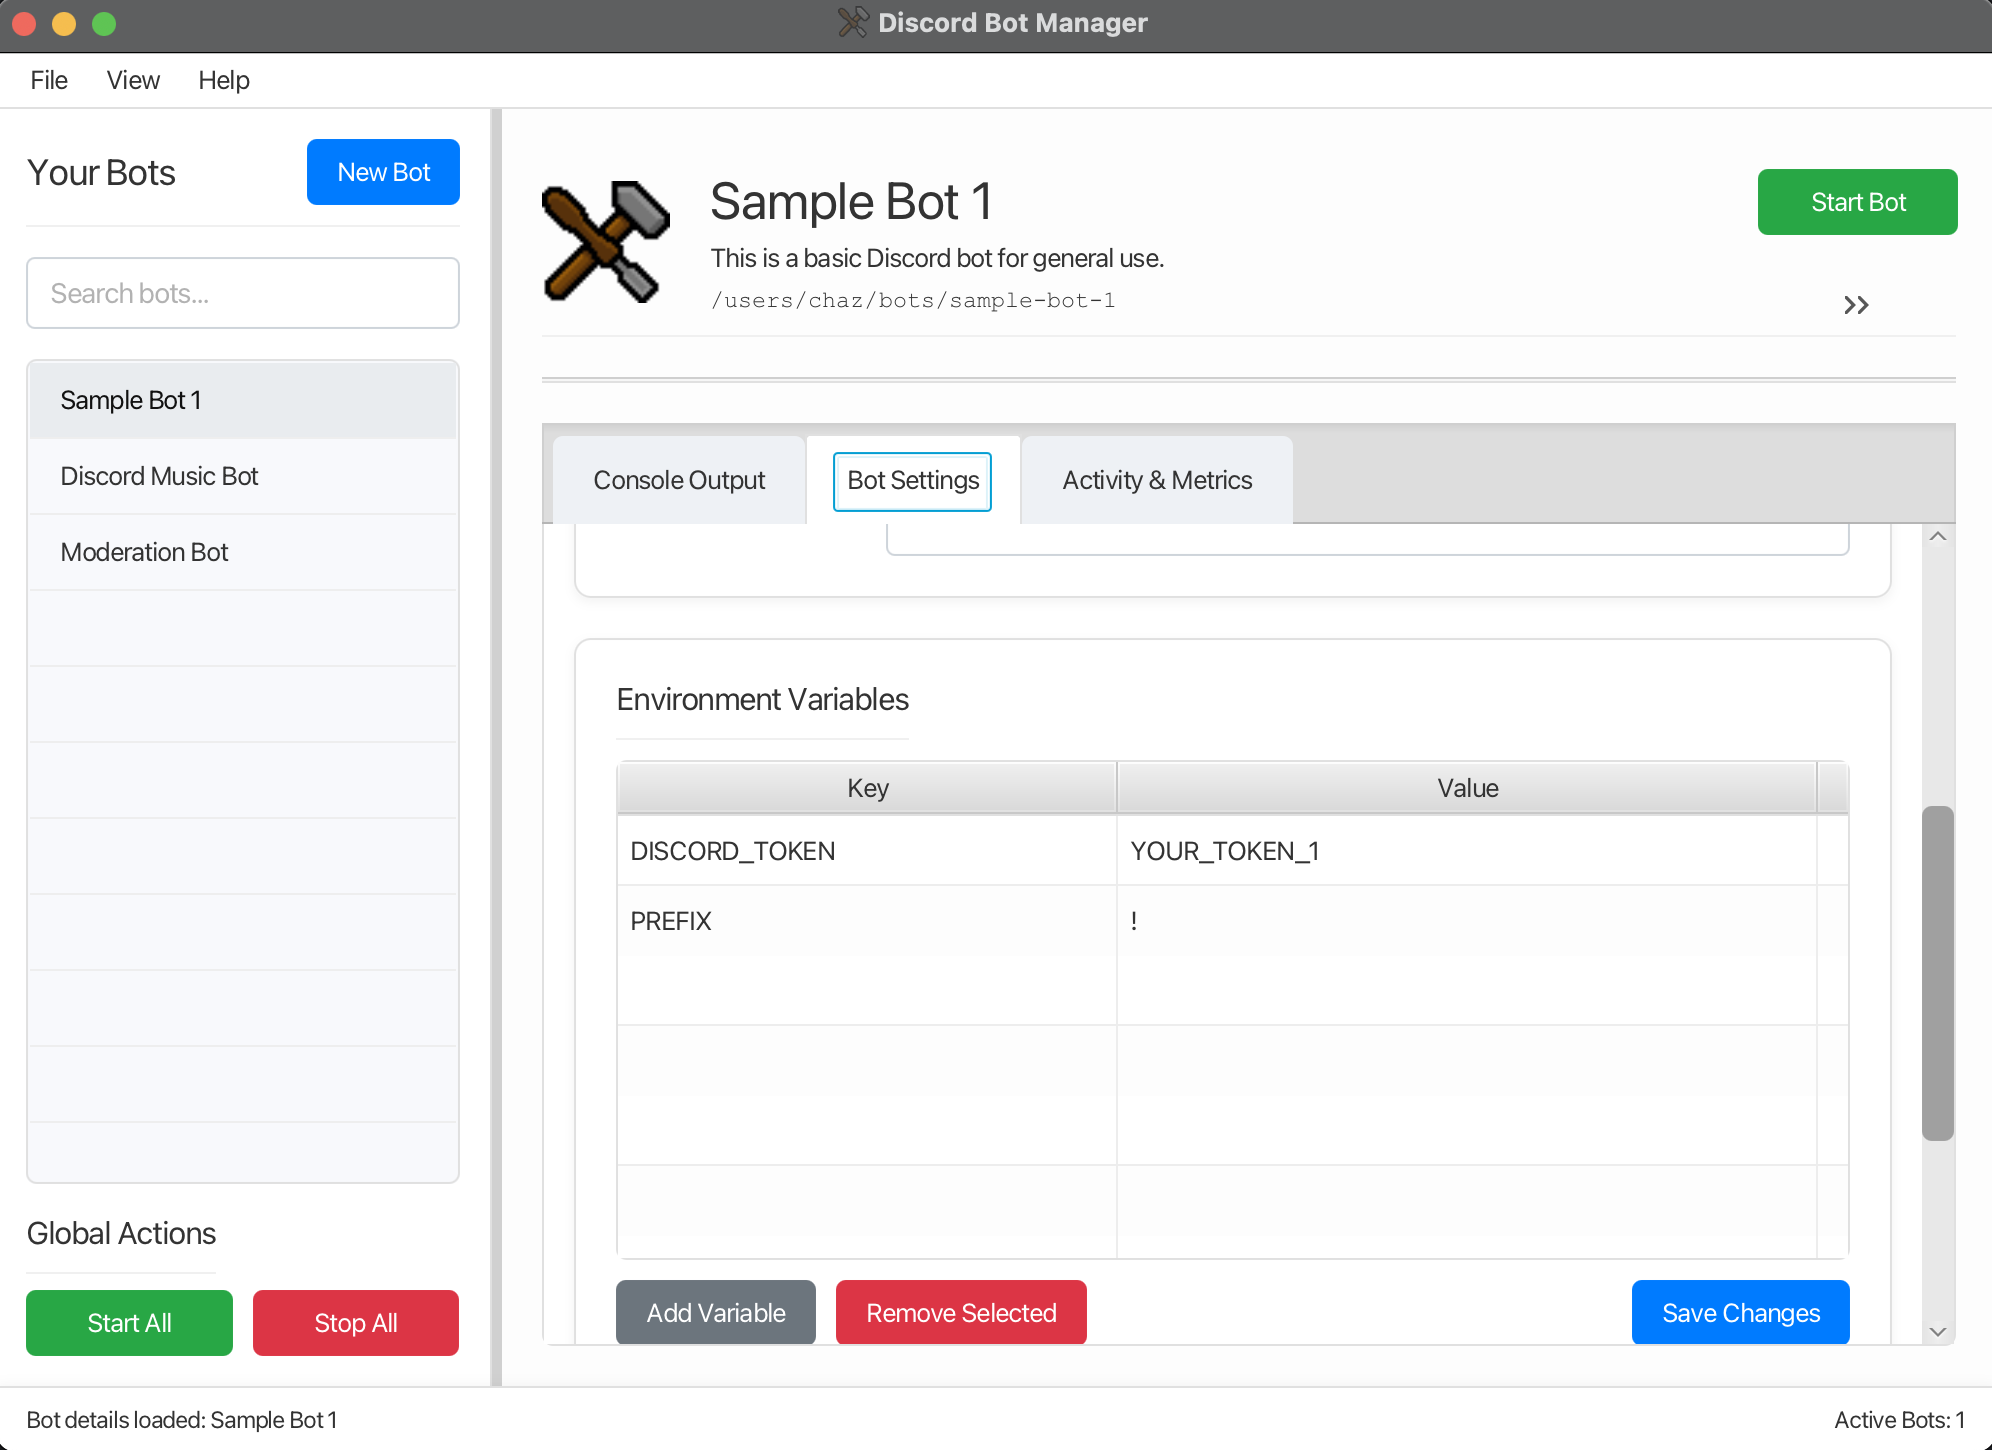 Discord Bot Manager
File View Help
Your Bots
New Bot
Search bots...
Sample Bot 1
Discord Music Bot
Moderation Bot
Global Actions
Start All
Stop All
Sample Bot 1
This is a basic Discord bot for general use.
/users/chaz/bots/sample-bot-1
Start Bot
Console Output
Bot Settings
Activity & Metrics
Environment Variables
Key Value
DISCORD_TOKEN YOUR_TOKEN_1
PREFIX !
Add Variable
Remove Selected
Save Changes
Bot details loaded: Sample Bot 1
Active Bots: 1